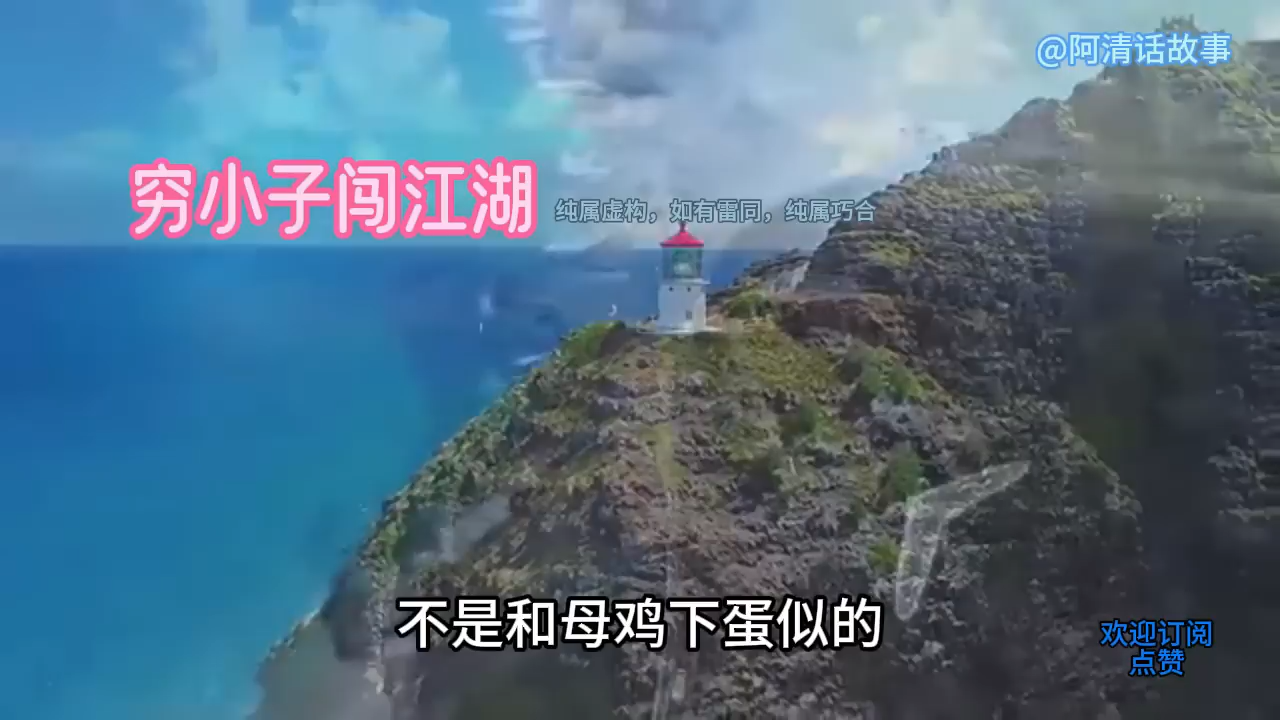 @阿清话故事
穷小子闯江湖
纯属虚构，如有雷同，纯属巧合
不是和母鸡下蛋似的
欢迎订阅
点赞